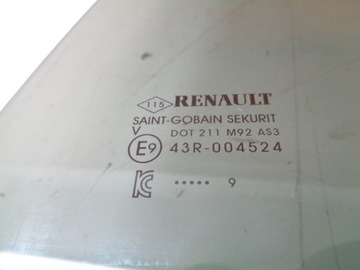 115 RENAULT
SAINT-GOBAIN SEKURIT
V DOT 211 M92 AS3
E9 43R-004524
KC ••••• 9